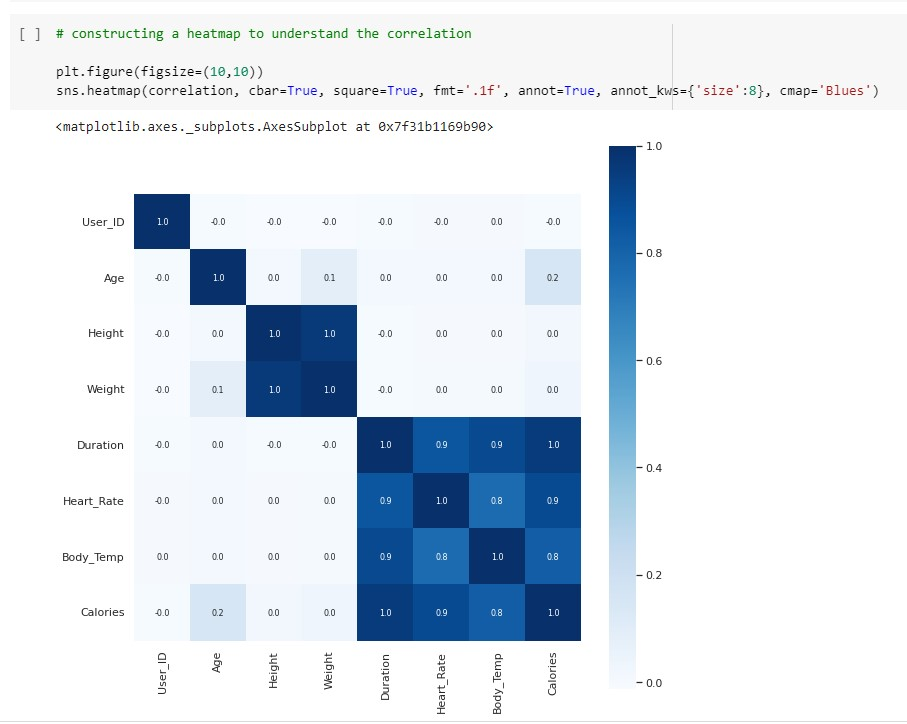 [ ] # constructing a heatmap to understand the correlation
plt.figure(figsize=(10,10))
sns.heatmap(correlation, cbar=True, square=True, fmt='.1f', annot=True, annot_kws={'size':8}, cmap='Blues')
<matplotlib.axes._subplots.AxesSubplot at 0x7f31b1169b90>
User_ID 1.0 -0.0 -0.0 -0.0 -0.0 -0.0 0.0 -0.0
Age -0.0 1.0 0.0 0.1 0.0 0.0 0.0 0.2
Height -0.0 0.0 1.0 1.0 -0.0 0.0 0.0 0.0
Weight -0.0 0.1 1.0 1.0 -0.0 0.0 0.0 0.0
Duration -0.0 0.0 -0.0 -0.0 1.0 0.9 0.9 1.0
Heart_Rate -0.0 0.0 0.0 0.0 0.9 1.0 0.8 0.9
Body_Temp 0.0 0.0 0.0 0.0 0.9 0.8 1.0 0.8
Calories -0.0 0.2 0.0 0.0 1.0 0.9 0.8 1.0
User_ID Age Height Weight Duration Heart_Rate Body_Temp Calories
1.0
0.8
0.6
0.4
0.2
0.0